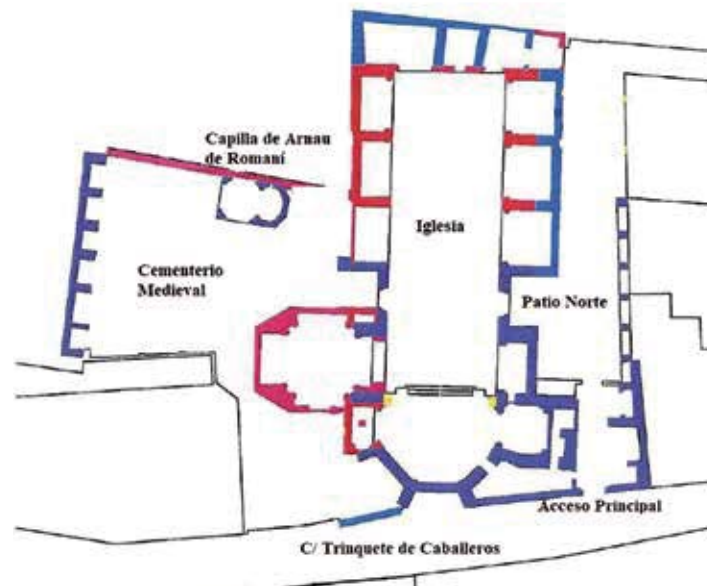 Capilla de Arnau
de Romaní
Iglesia
Cementerio
Medieval
Patio Norte
Acceso Principal
C/ Trinquete de Caballeros